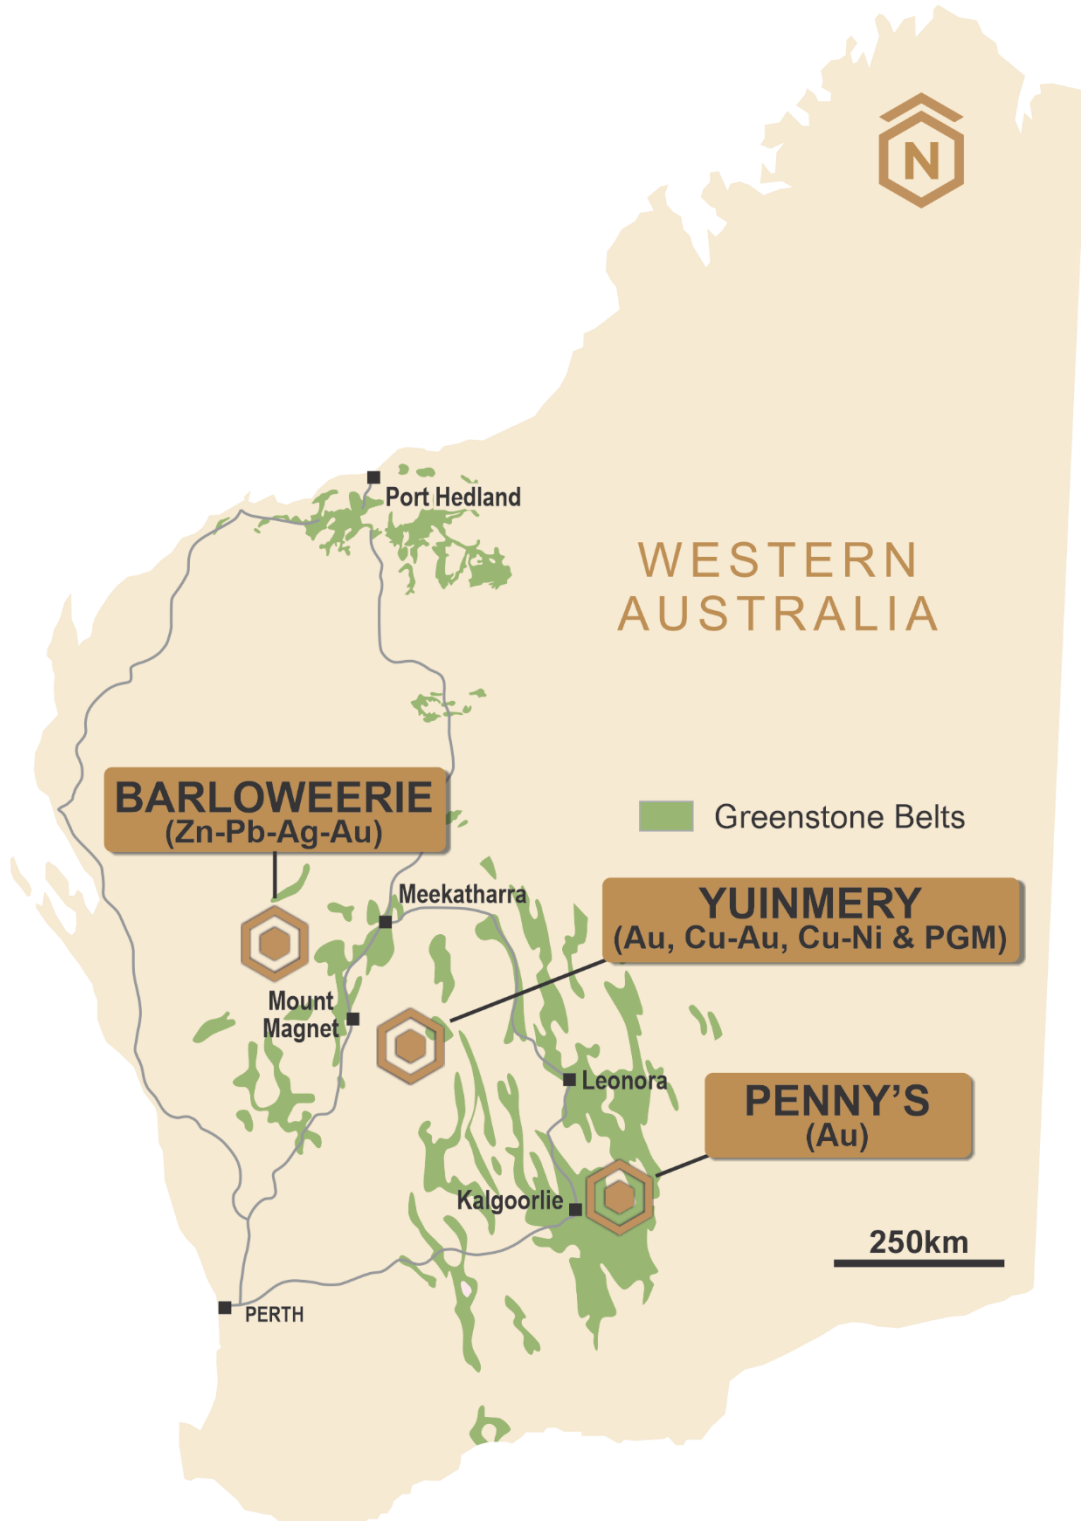 N
Port Hedland
WESTERN
AUSTRALIA
BARLOWEERIE
(Zn-Pb-Ag-Au)
Greenstone Belts
Meekatharra
YUINMERY
(Au, Cu-Au, Cu-Ni & PGM)
Mount
Magnet
Leonora
PENNY'S
(Au)
Kalgoorlie
250km
PERTH